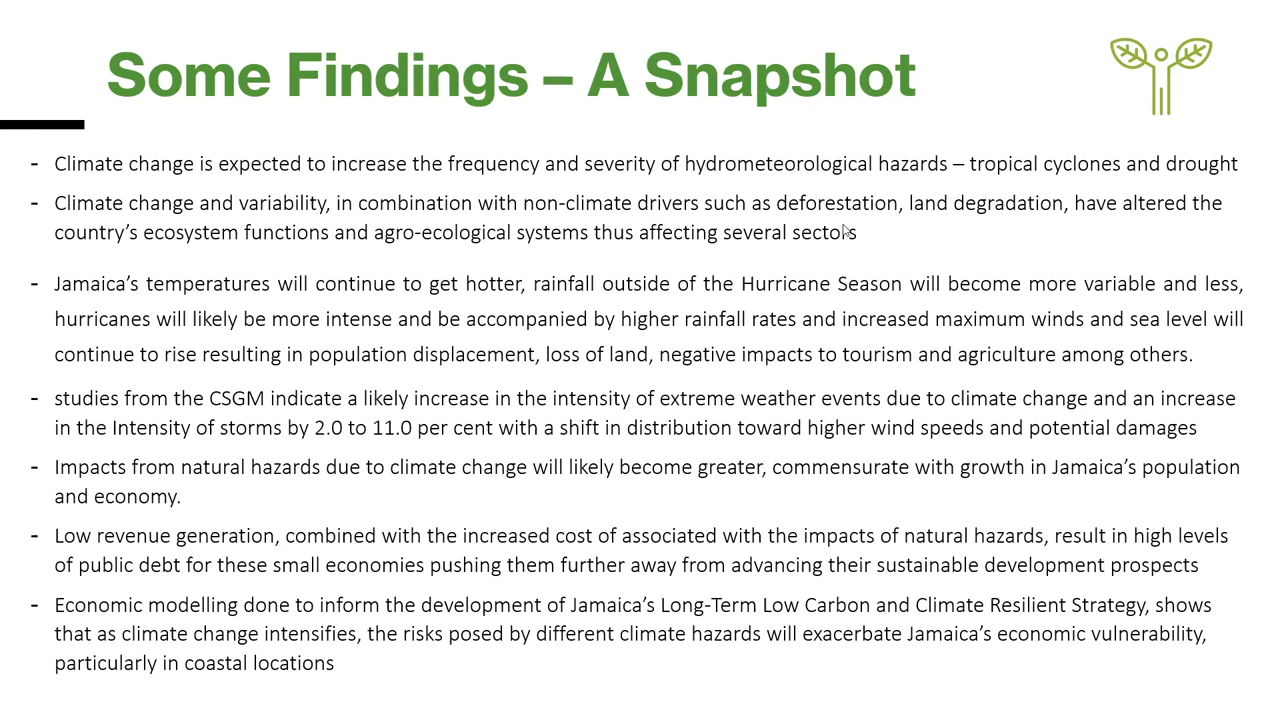 Some Findings – A Snapshot
- Climate change is expected to increase the frequency and severity of hydrometeorological hazards – tropical cyclones and drought
- Climate change and variability, in combination with non-climate drivers such as deforestation, land degradation, have altered the
country’s ecosystem functions and agro-ecological systems thus affecting several sectors
- Jamaica’s temperatures will continue to get hotter, rainfall outside of the Hurricane Season will become more variable and less,
hurricanes will likely be more intense and be accompanied by higher rainfall rates and increased maximum winds and sea level will
continue to rise resulting in population displacement, loss of land, negative impacts to tourism and agriculture among others.
- studies from the CSGM indicate a likely increase in the intensity of extreme weather events due to climate change and an increase
in the Intensity of storms by 2.0 to 11.0 per cent with a shift in distribution toward higher wind speeds and potential damages
- Impacts from natural hazards due to climate change will likely become greater, commensurate with growth in Jamaica’s population
and economy.
- Low revenue generation, combined with the increased cost of associated with the impacts of natural hazards, result in high levels
of public debt for these small economies pushing them further away from advancing their sustainable development prospects
- Economic modelling done to inform the development of Jamaica’s Long-Term Low Carbon and Climate Resilient Strategy, shows
that as climate change intensifies, the risks posed by different climate hazards will exacerbate Jamaica’s economic vulnerability,
particularly in coastal locations